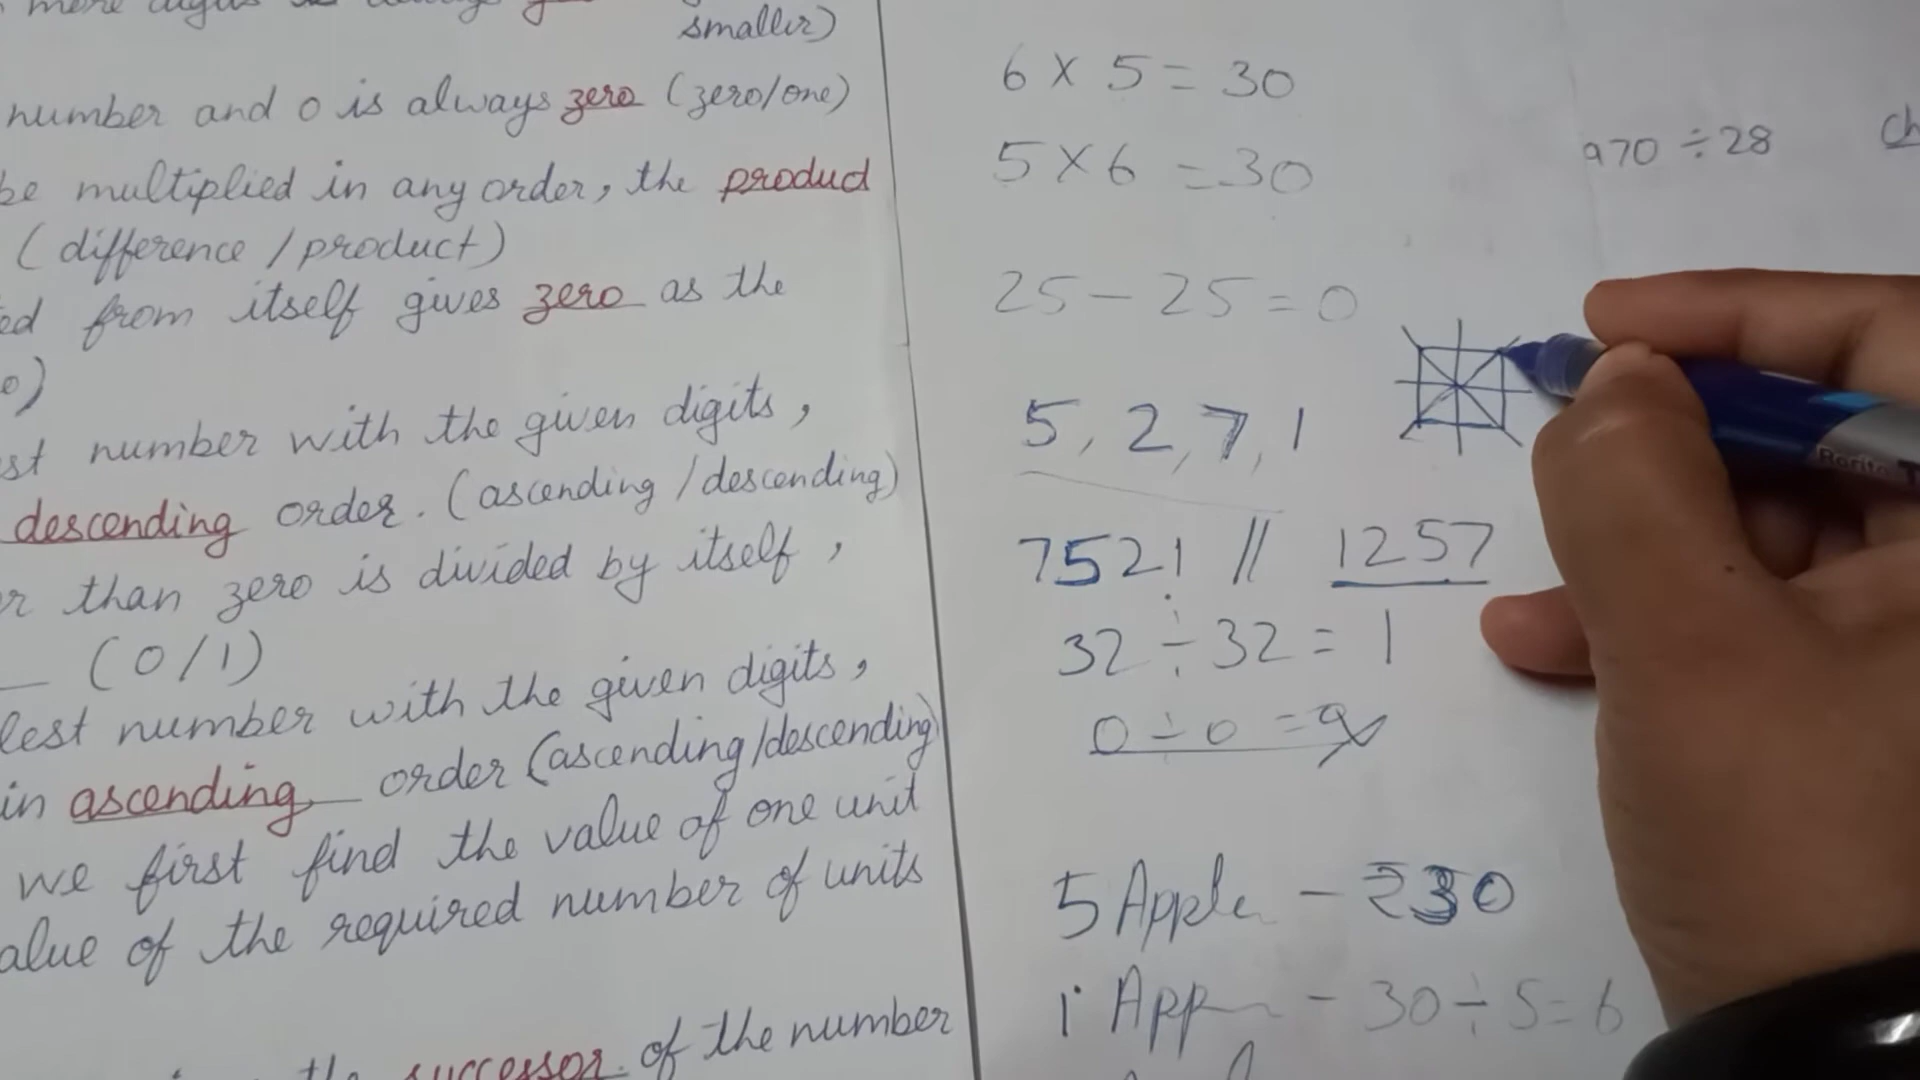 smaller)
number and 0 is always zero (zero/one)
be multiplied in any order, the product
(difference / product)
ed from itself gives zero as the
st number with the given digits,
descending order. (ascending / descending)
r than zero is divided by itself,
(0/1)
lest number with the given digits,
in ascending order (ascending/descending)
we first find the value of one unit
alue of the required number of units
the successor of the number
6 × 5 = 30
5 × 6 = 30
25 - 25 = 0
5, 2, 7, 1
7521 // 1257
32 ÷ 32 = 1
0 ÷ 0 =
5 Apple - ₹30
1 App - 30 ÷ 5 = 6
970 ÷ 28
Ch